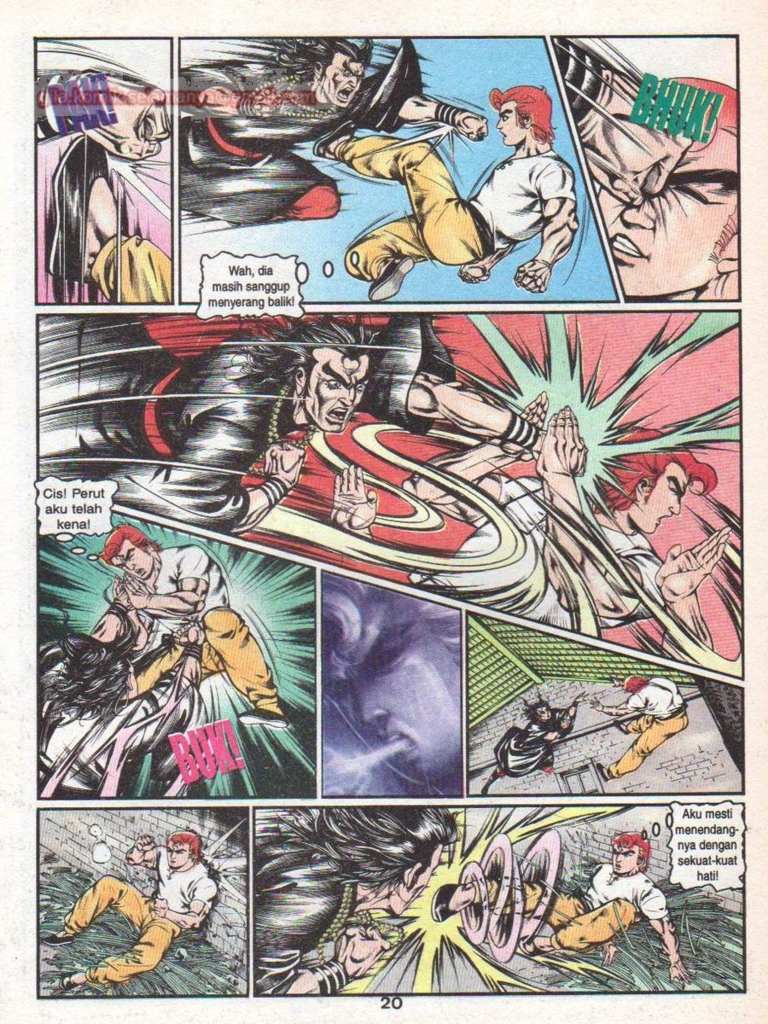 PAK!
Wah, dia
masih sanggup
menyerang balik!
BHUK!
Cis! Perut
aku telah
kena!
BUK!
Aku mesti
menendang-
nya dengan
sekuat-kuat
hati!
20